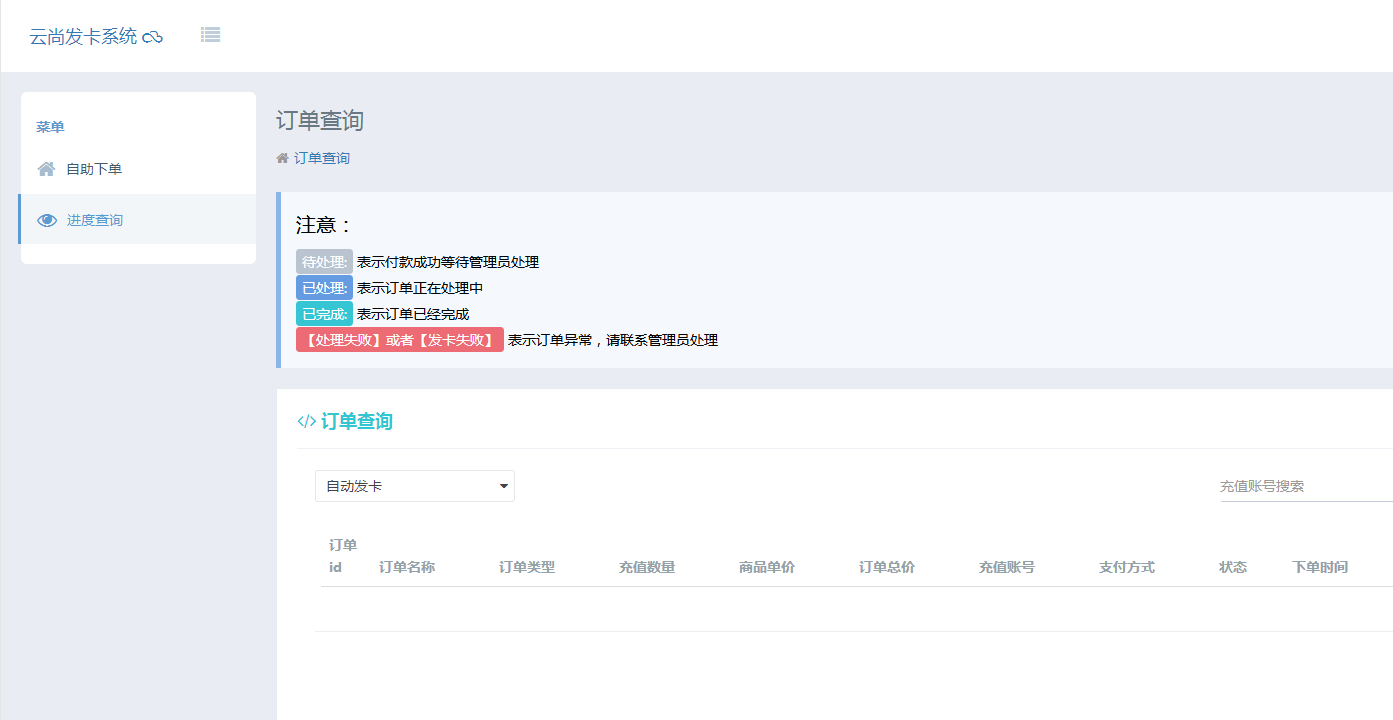 云尚发卡系统
菜单
自助下单
进度查询
订单查询
订单查询
注意：
待处理: 表示付款成功等待管理员处理
已处理: 表示订单正在处理中
已完成: 表示订单已经完成
【处理失败】或者【发卡失败】 表示订单异常，请联系管理员处理
</> 订单查询
自动发卡
充值账号搜索
订单id 订单名称 订单类型 充值数量 商品单价 订单总价 充值账号 支付方式 状态 下单时间